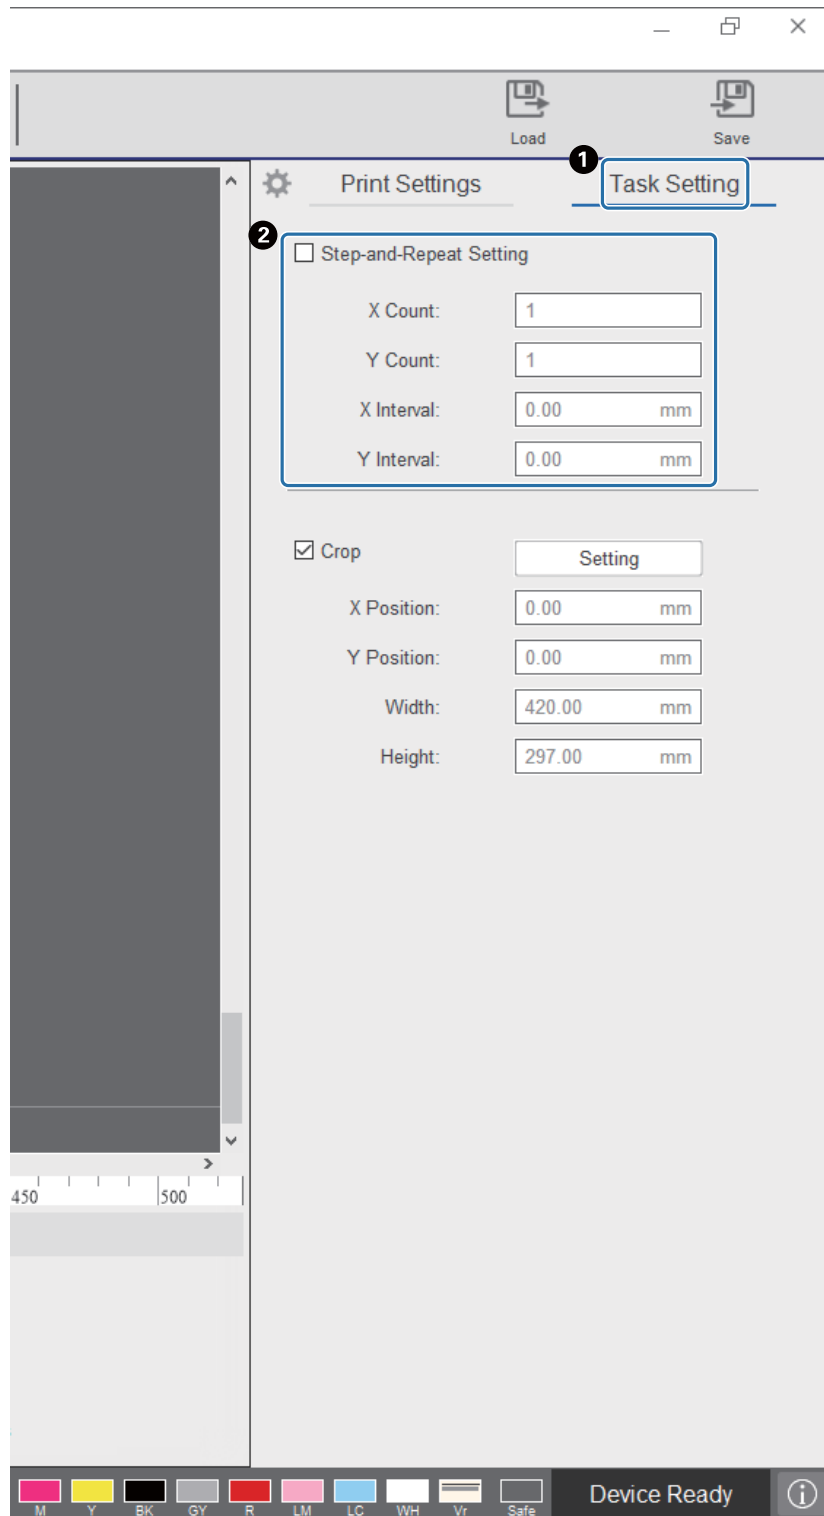 Load
Save
1
Print Settings
Task Setting
2
Step-and-Repeat Setting
X Count: 1
Y Count: 1
X Interval: 0.00 mm
Y Interval: 0.00 mm
Crop
Setting
X Position: 0.00 mm
Y Position: 0.00 mm
Width: 420.00 mm
Height: 297.00 mm
450 500
M Y BK GY R LM LC WH Vr Safe
Device Ready